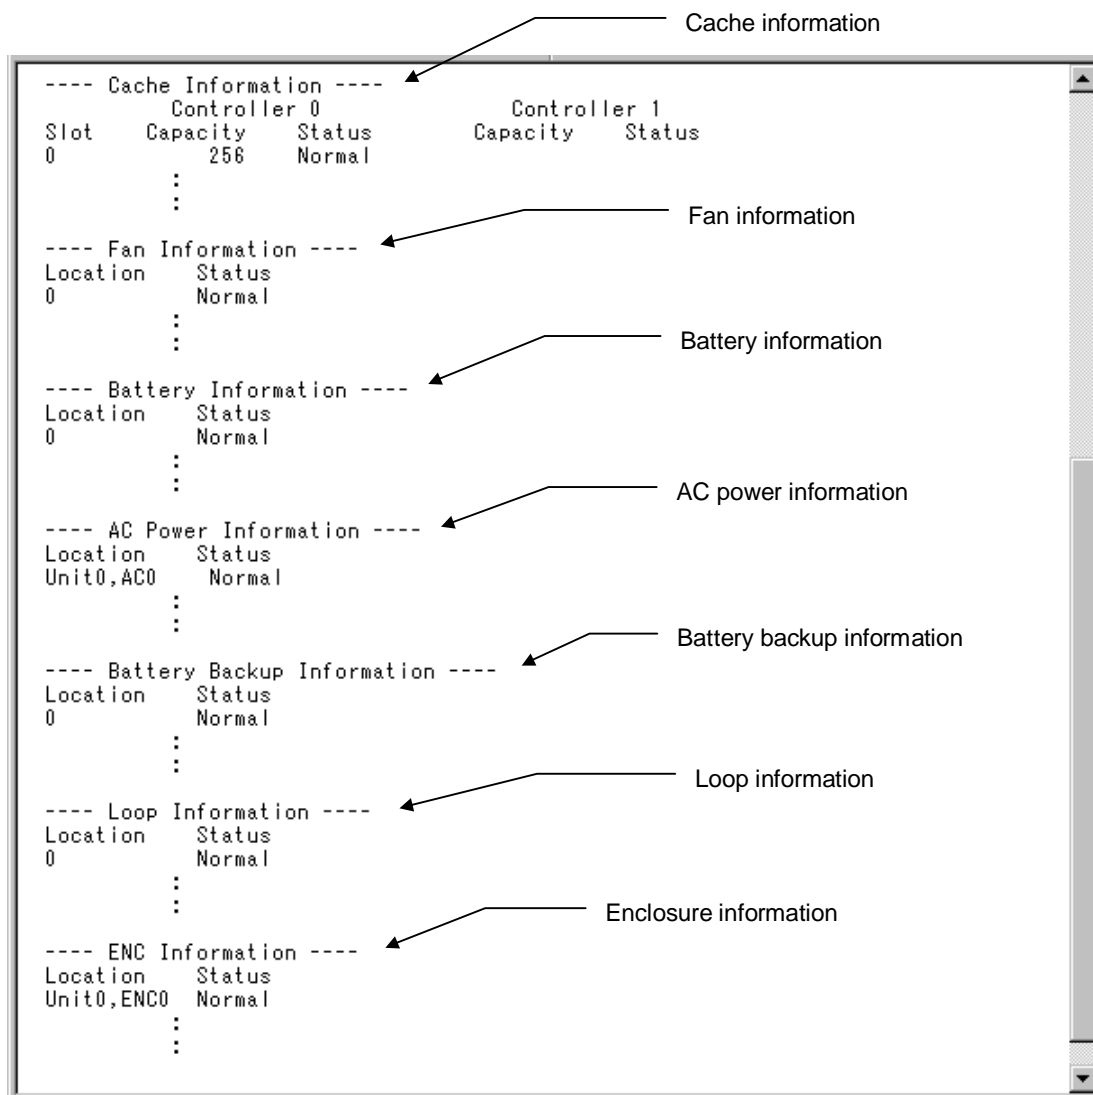 Cache information
---- Cache Information ----
Controller 0 Controller 1
Slot Capacity Status Capacity Status
0 256 Normal
:
:
Fan information
---- Fan Information ----
Location Status
0 Normal
:
:
Battery information
---- Battery Information ----
Location Status
0 Normal
:
:
AC power information
---- AC Power Information ----
Location Status
Unit0,AC0 Normal
:
:
Battery backup information
---- Battery Backup Information ----
Location Status
0 Normal
:
:
Loop information
---- Loop Information ----
Location Status
0 Normal
:
:
Enclosure information
---- ENC Information ----
Location Status
Unit0,ENC0 Normal
:
: